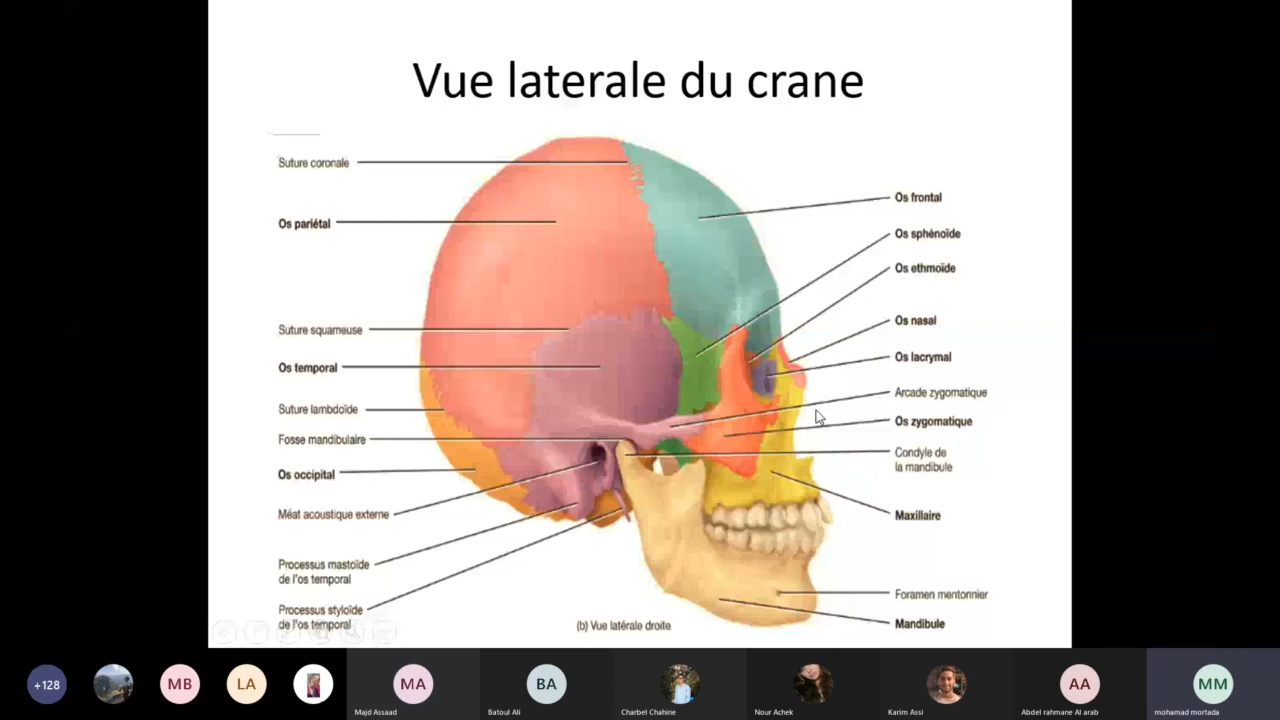 Vue laterale du crane
Suture coronale
Os pariétal
Suture squameuse
Os temporal
Suture lambdoïde
Fosse mandibulaire
Os occipital
Méat acoustique externe
Processus mastoïde
de l'os temporal
Processus styloïde
de l'os temporal
Os frontal
Os sphénoïde
Os ethmoïde
Os nasal
Os lacrymal
Arcade zygomatique
Os zygomatique
Condyle de
la mandibule
Maxillaire
Foramen mentonnier
Mandibule
(b) Vue latérale droite
+128
MB
LA
MA
BA
AA
MM
Majd Assaad
Batoul Ali
Charbel Chahine
Nour Achek
Karim Assi
Abdel rahmane Al arab
mohamad mortada